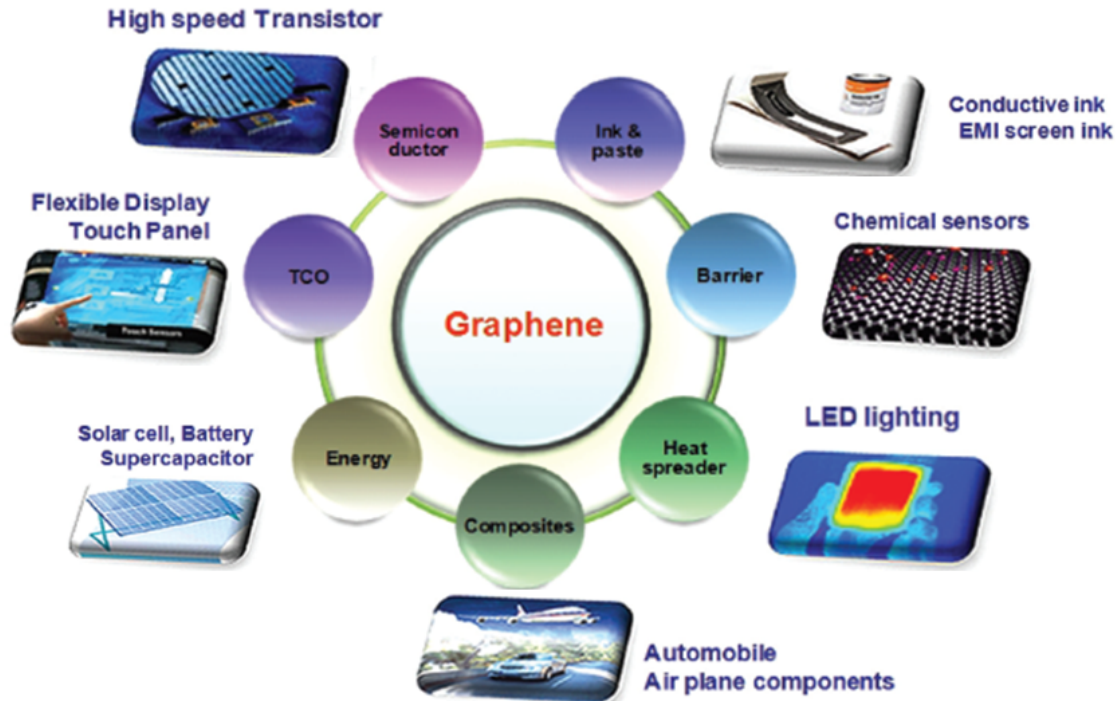 High speed Transistor
Semicon
ductor
Ink &
paste
Conductive ink
EMI screen ink
Flexible Display
Touch Panel
TCO
Touch Sensors
Graphene
Barrier
Chemical sensors
Solar cell, Battery
Supercapacitor
Energy
Composites
Heat
spreader
LED lighting
Automobile
Air plane components